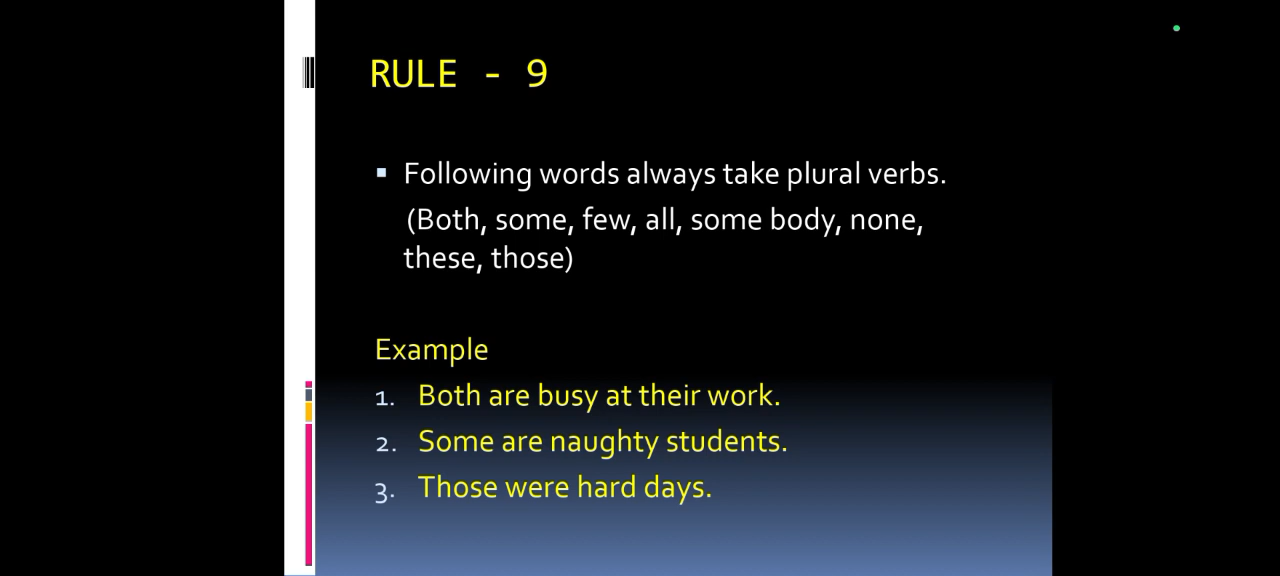 RULE - 9
Following words always take plural verbs.
(Both, some, few, all, some body, none,
these, those)
Example
1. Both are busy at their work.
2. Some are naughty students.
3. Those were hard days.